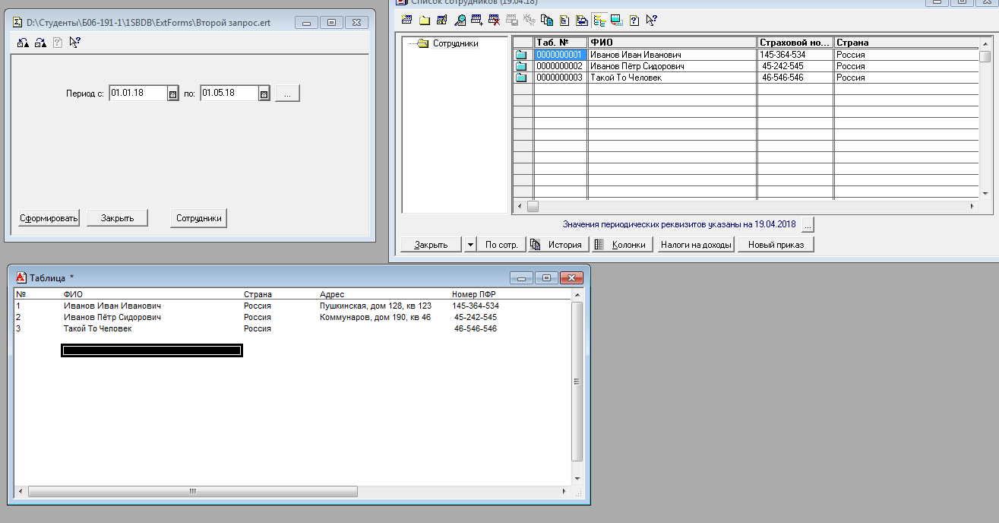 D:\Студенты\Б06-191-1\1SBDB\ExtForms\Второй запрос.ert
Период с: 01.01.18 по: 01.05.18 ...
Сформировать Закрыть Сотрудники
Список сотрудников (19.04.18)
Сотрудники
Таб. № ФИО Страховой но... Страна
0000000001 Иванов Иван Иванович 145-364-534 Россия
0000000002 Иванов Пётр Сидорович 45-242-545 Россия
0000000003 Такой То Человек 46-546-546 Россия
Значения периодических реквизитов указаны на 19.04.2018 ...
Закрыть По сотр. История Колонки Налоги на доходы Новый приказ
Таблица *
№ ФИО Страна Адрес Номер ПФР
1 Иванов Иван Иванович Россия Пушкинская, дом 128, кв 123 145-364-534
2 Иванов Пётр Сидорович Россия Коммунаров, дом 190, кв 46 45-242-545
3 Такой То Человек Россия 46-546-546